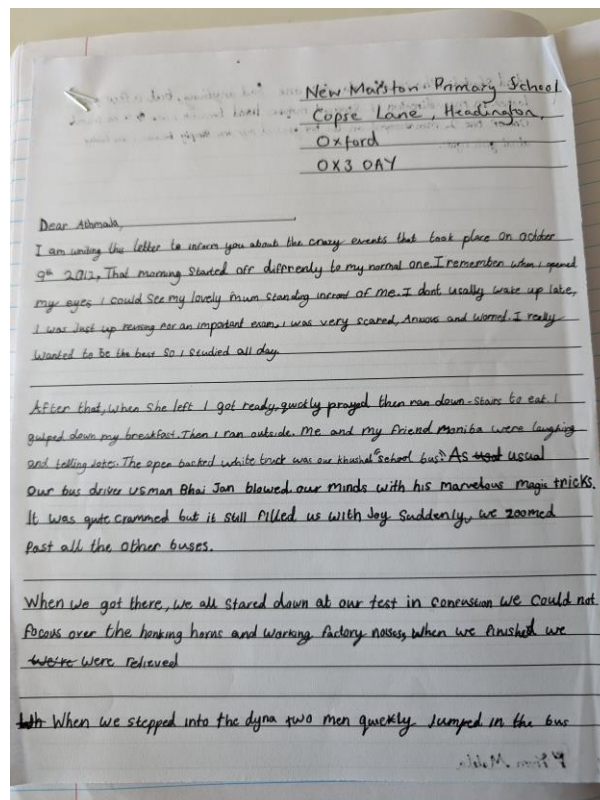 New Marston Primary School
Copse Lane, Headington,
Oxford
OX3 0AY
Dear Athmada,
I am writing this letter to inform you about the crazy events that took place on October
9th 2012, That morning started off diffrenly to my normal one. I remember when i opened
my eyes i could see my lovely mum standing infront of me. I dont usally wake up late,
I was just up revising for an important exam, i was very scared, Anxious and worried. I really
wanted to be the best so i studied all day.
After that, when she left I got ready, quckly prayed then ran down-stairs to eat. I
gulped down my breakfast. Then i ran outside. Me and my friend Moniba were laughing
and telling jokes. The open backed white truck was our khushal "school bus". As usual
our bus driver usman Bhai Jan blowed our minds with his marvelous magic tricks.
It was qute crammed but it still filled us with Joy Suddenly, we zoomed
Past all the other buses.
When we got there, we all stared down at our test in concussion we could not
focous over the honking horns and working factory noises, when we finished we
were relieved
When we stepped into the dyna two men quickly Jumped in the bus